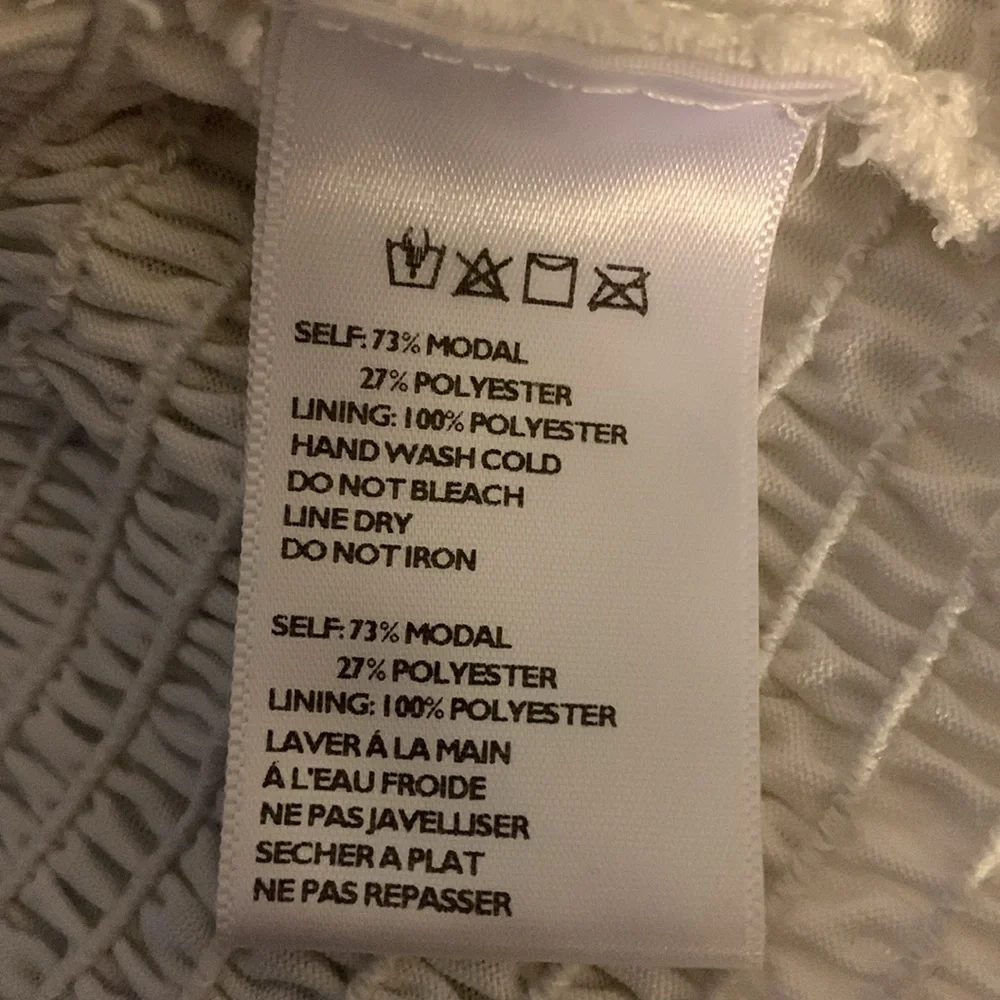 SELF: 73% MODAL
27% POLYESTER
LINING: 100% POLYESTER
HAND WASH COLD
DO NOT BLEACH
LINE DRY
DO NOT IRON
SELF: 73% MODAL
27% POLYESTER
LINING: 100% POLYESTER
LAVER Á LA MAIN
Á L'EAU FROIDE
NE PAS JAVELLISER
SECHER A PLAT
NE PAS REPASSER